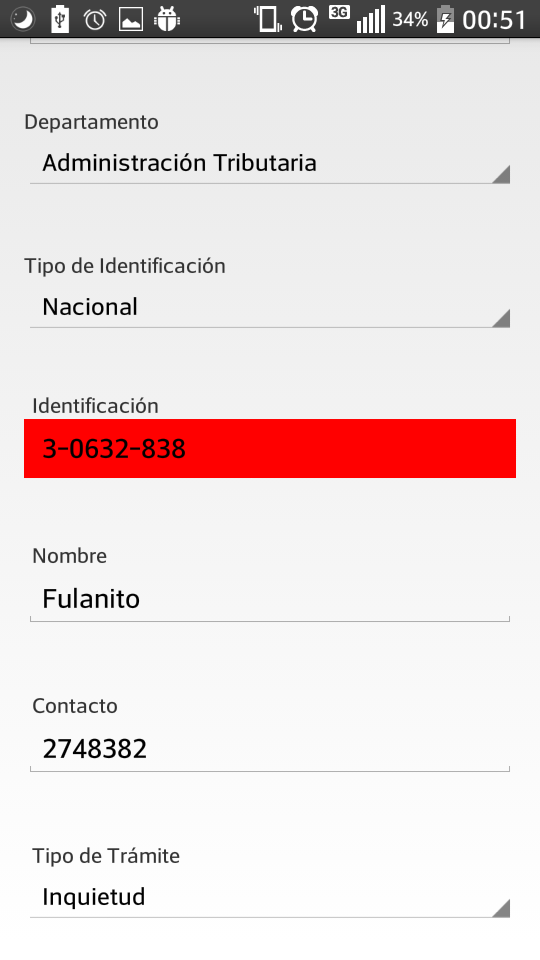 3G 34% 00:51
Departamento
Administración Tributaria
Tipo de Identificación
Nacional
Identificación
3-0632-838
Nombre
Fulanito
Contacto
2748382
Tipo de Trámite
Inquietud